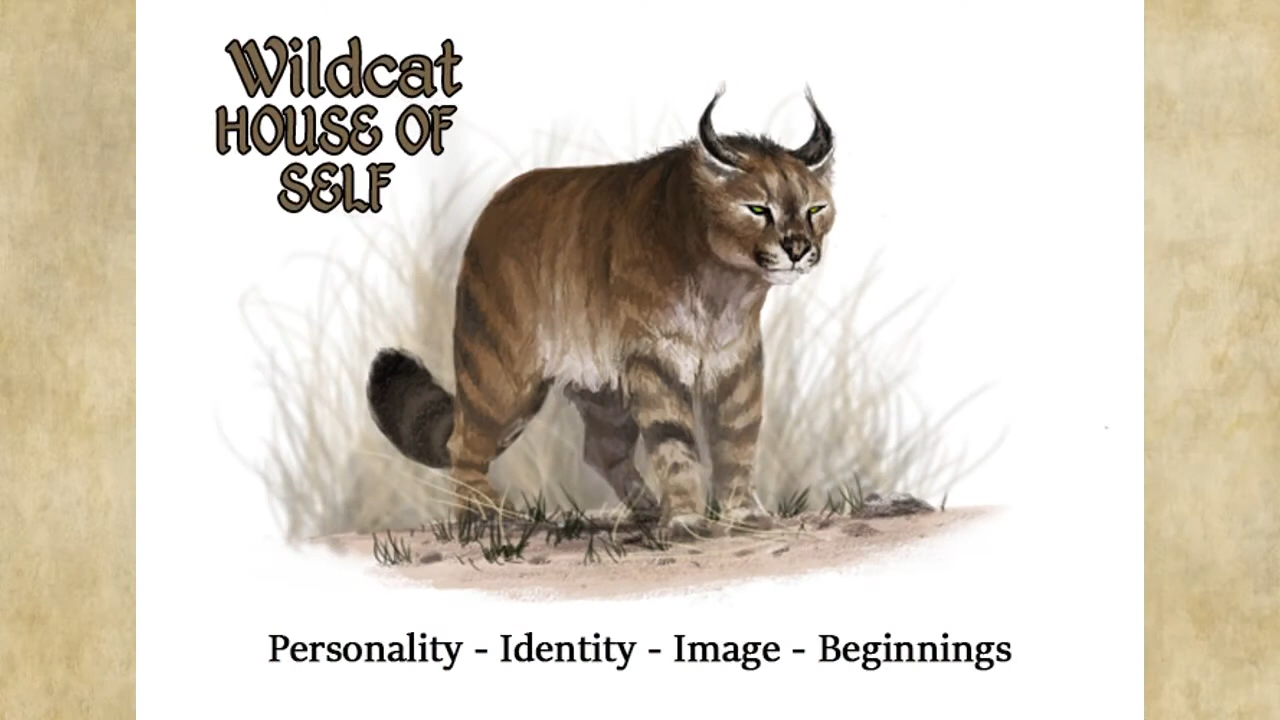 Wildcat
HOUSE OF
SELF
Personality - Identity - Image - Beginnings